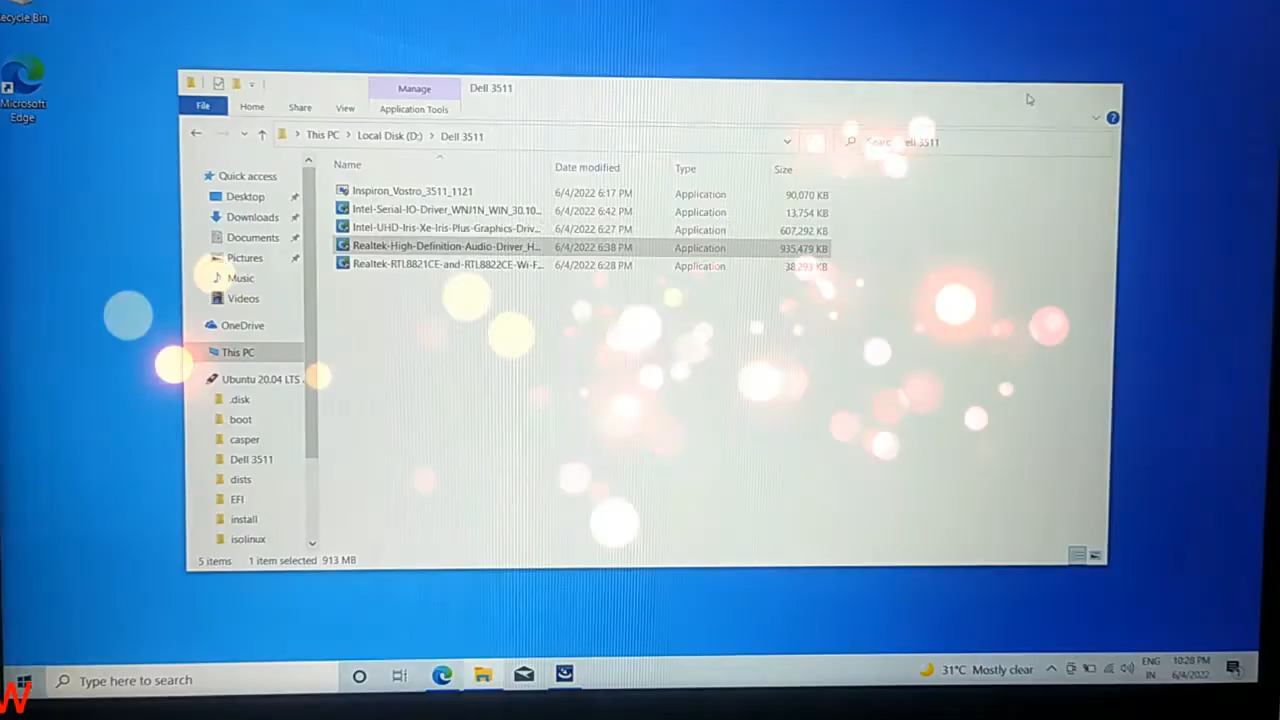 ecycle Bin
Microsoft
Edge
Manage
Dell 3511
File
Home
Share
View
Application Tools
This PC
Local Disk (D:)
Dell 3511
3511
Name
Date modified
Type
Size
Inspiron_Vostro_3511_1121
6/4/2022 6:17 PM
Application
90,070 KB
Intel-Serial-IO-Driver_WNJ1N_WIN_30.10...
6/4/2022 6:42 PM
Application
13,754 KB
Intel-UHD-Iris-Xe-Iris-Plus-Graphics-Driv...
6/4/2022 6:27 PM
Application
607,292 KB
Realtek-High-Definition-Audio-Driver_H...
6/4/2022 6:38 PM
Application
935,479 KB
Realtek-RTL8821CE-and-RTL8822CE-Wi-F...
6/4/2022 6:28 PM
Application
38,293 KB
Quick access
Desktop
Downloads
Documents
Pictures
Music
Videos
OneDrive
This PC
Ubuntu 20.04 LTS
.disk
boot
casper
Dell 3511
dists
EFI
install
isolinux
5 items
1 item selected 913 MB
Type here to search
31°C Mostly clear
ENG
IN
10:28 PM
6/4/2022
W